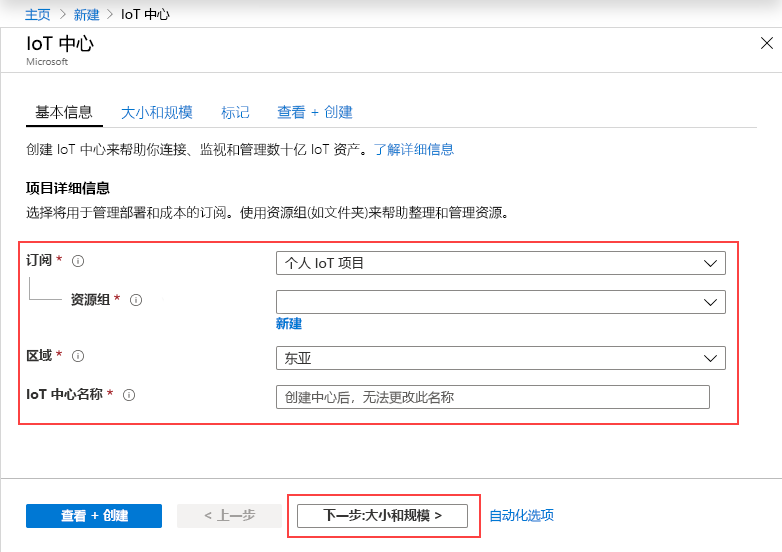 主页 > 新建 > IoT 中心
IoT 中心
Microsoft
基本信息 大小和规模 标记 查看 + 创建
创建 IoT 中心来帮助你连接、监视和管理数十亿 IoT 资产。了解详细信息
项目详细信息
选择将用于管理部署和成本的订阅。使用资源组(如文件夹)来帮助整理和管理资源。
订阅 * 个人 IoT 项目
资源组 *
新建
区域 * 东亚
IoT 中心名称 * 创建中心后，无法更改此名称
查看 + 创建 < 上一步 下一步:大小和规模 > 自动化选项